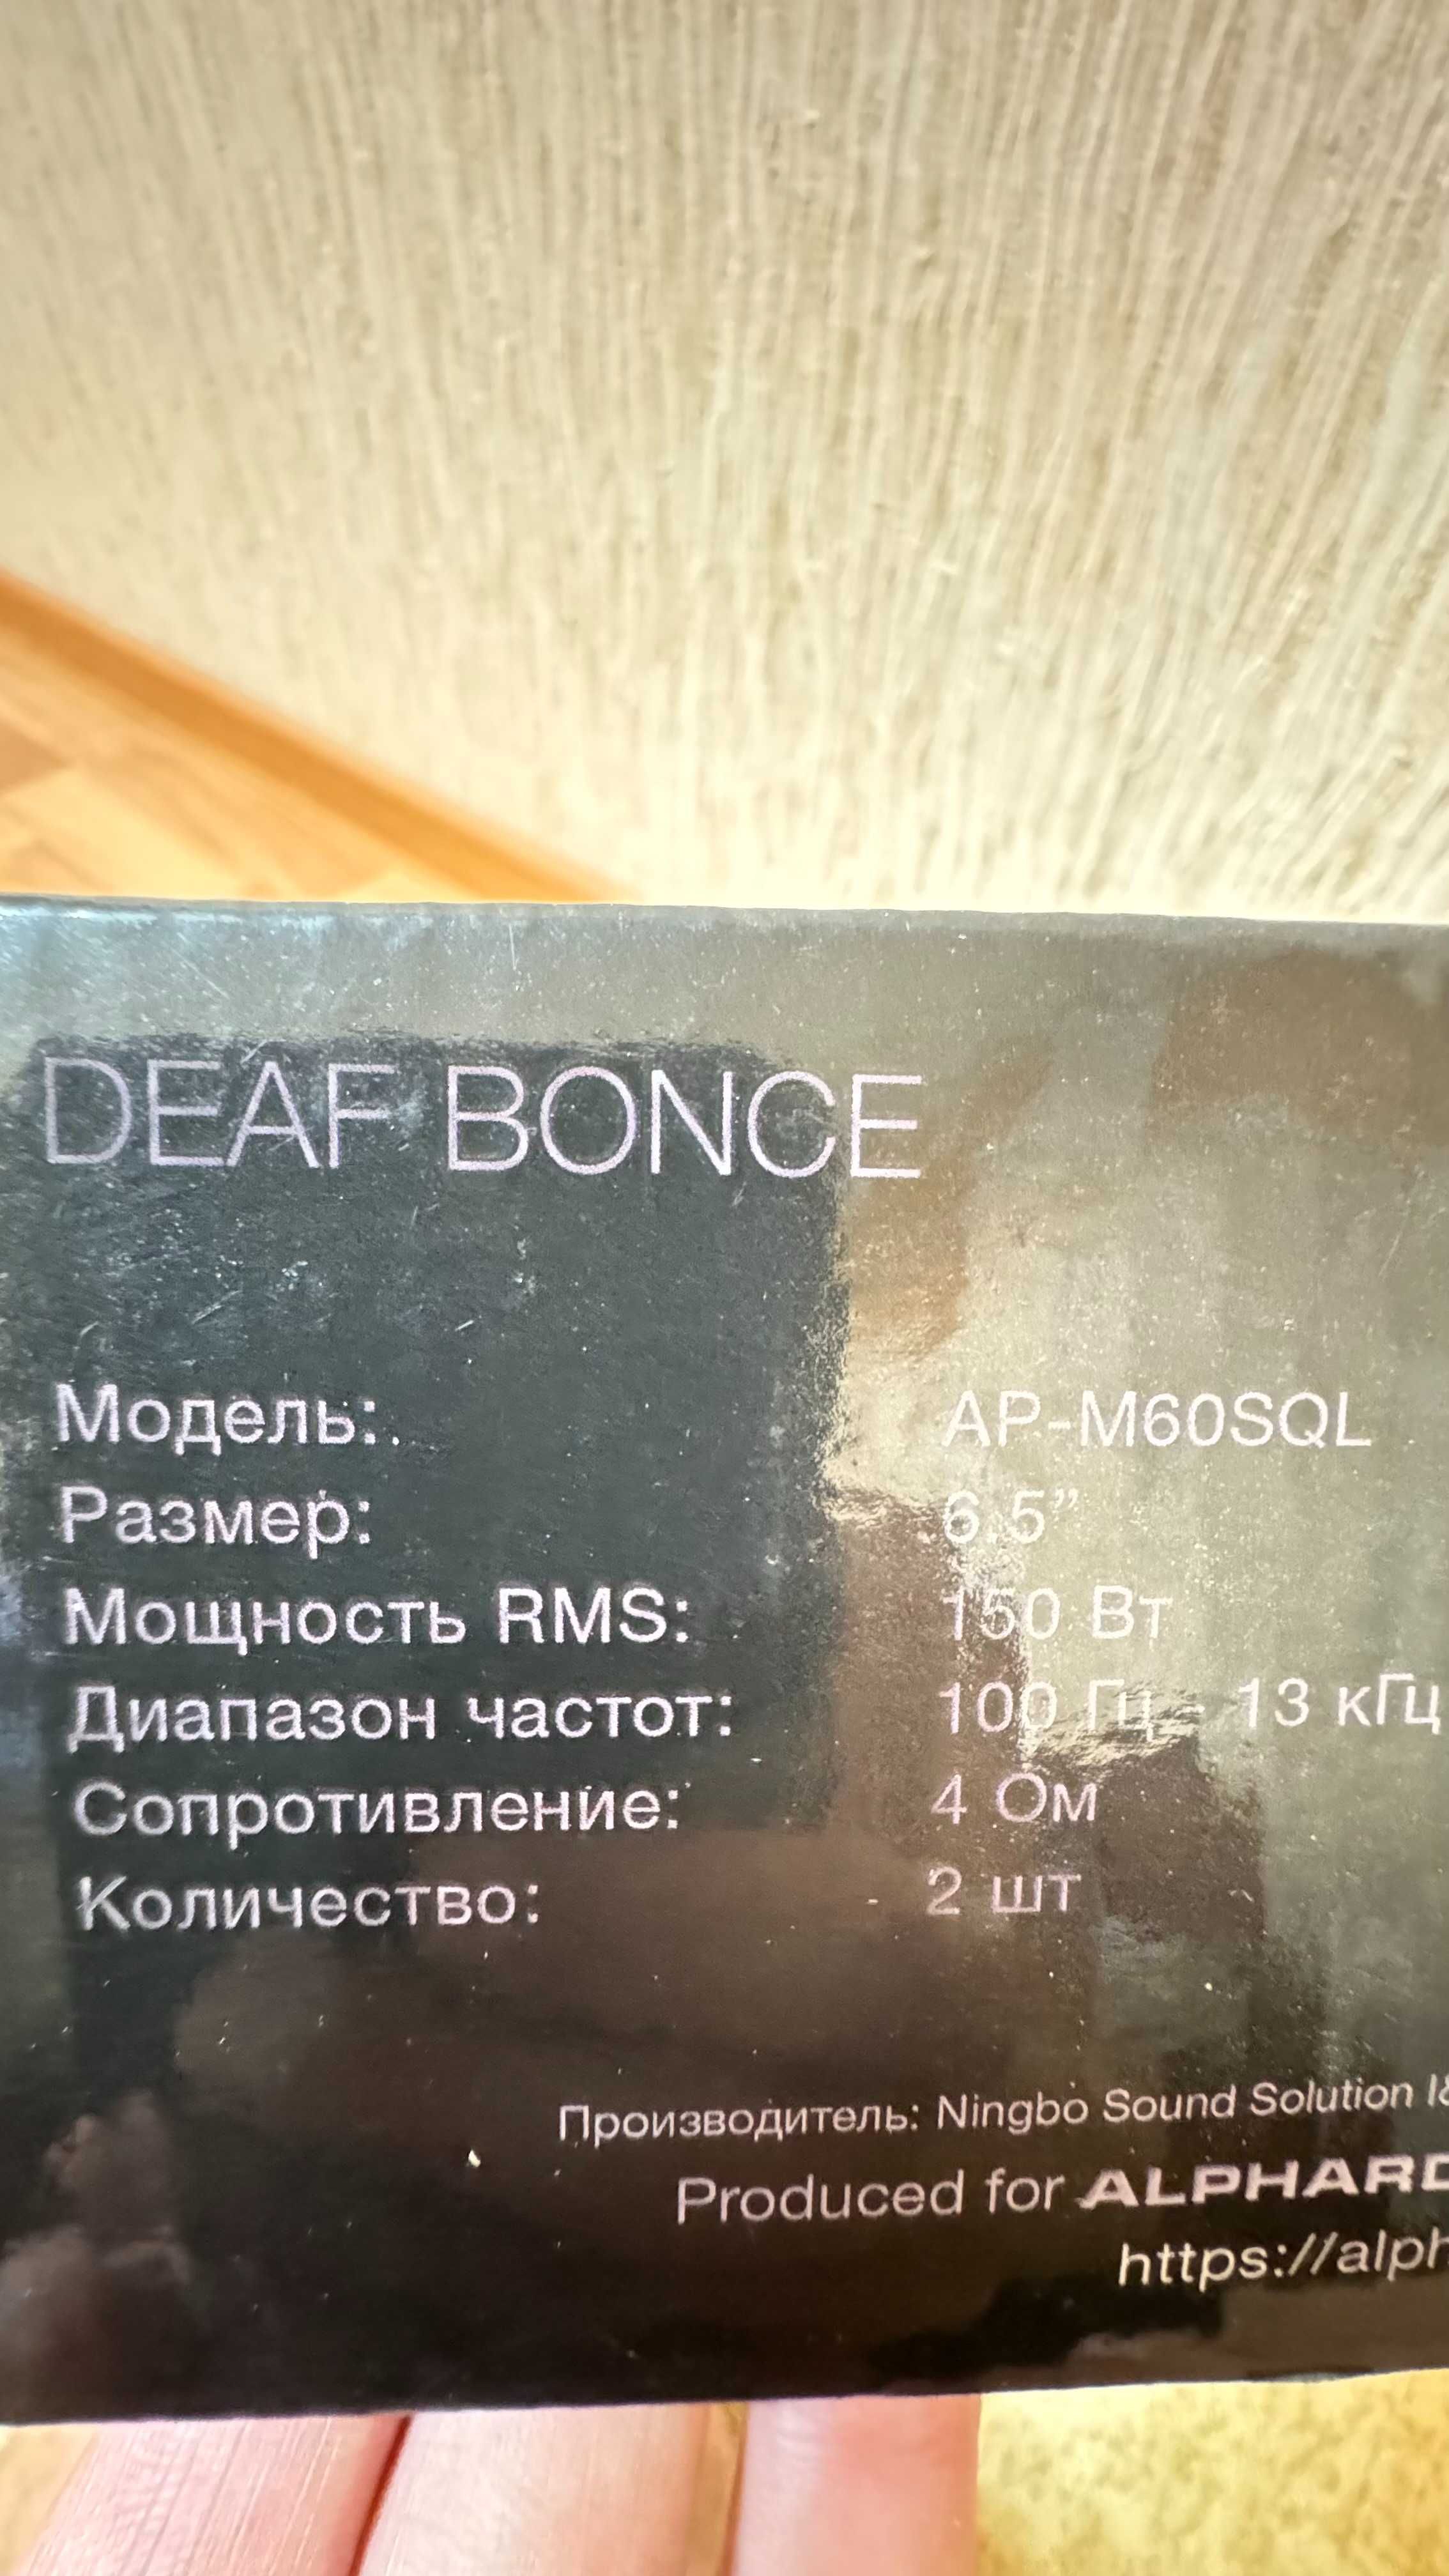 DEAF BONCE
Модель: AP-M60SQL
Размер: 6.5”
Мощность RMS: 150 Вт
Диапазон частот: 100 Гц - 13 кГц
Сопротивление: 4 Ом
Количество: 2 шт
Производитель: Ningbo Sound Solution
Produced for ALPHARD
https://alph